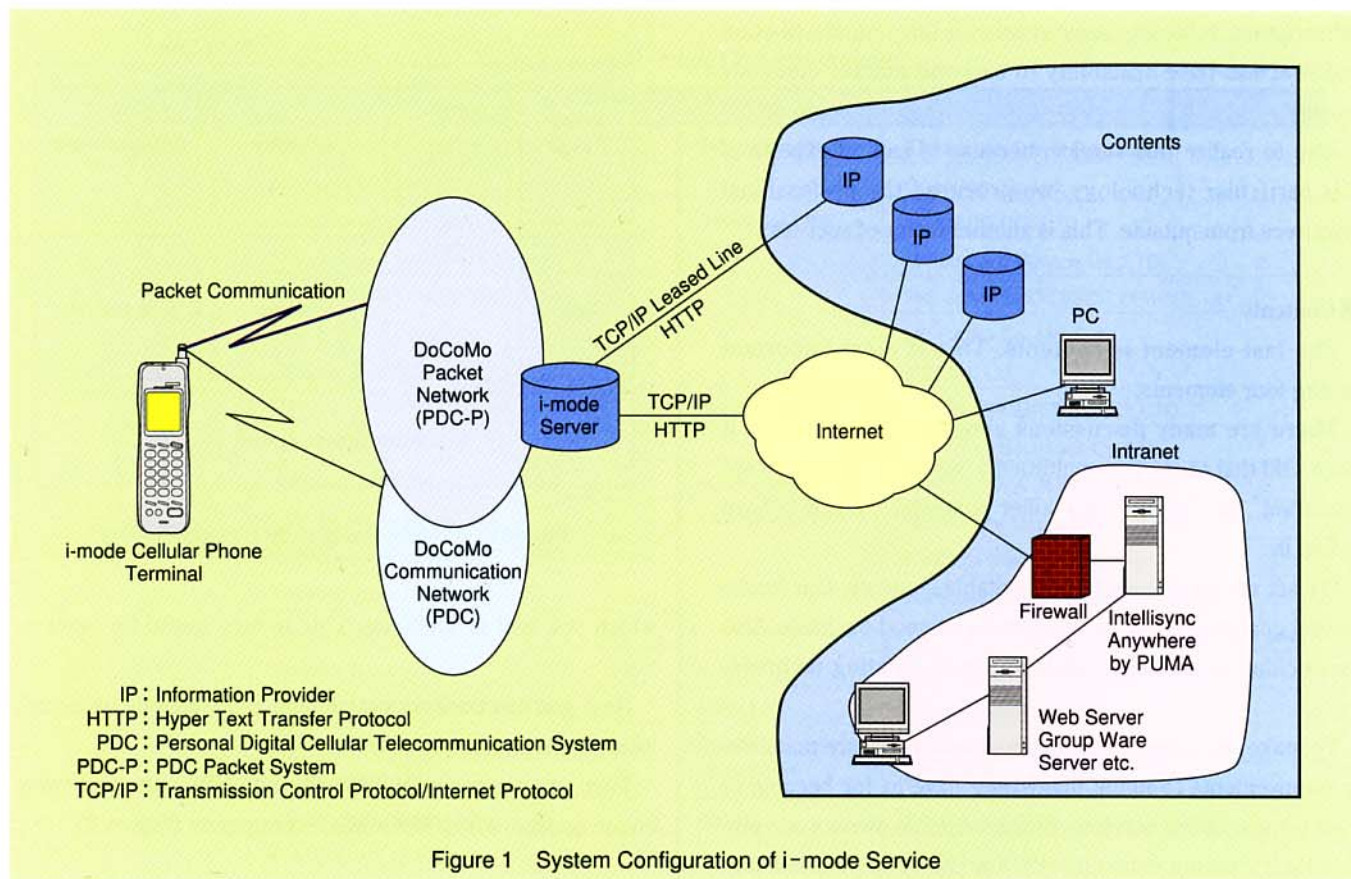 Contents
IP
IP
IP
PC
Packet Communication
TCP/IP Leased Line
HTTP
DoCoMo
Packet
Network
(PDC-P)
i-mode
Server
TCP/IP
HTTP
Internet
Intranet
i-mode Cellular Phone
Terminal
DoCoMo
Communication
Network
(PDC)
Firewall
Intellisync
Anywhere
by PUMA
Web Server
Group Ware
Server etc.
IP : Information Provider
HTTP : Hyper Text Transfer Protocol
PDC : Personal Digital Cellular Telecommunication System
PDC-P : PDC Packet System
TCP/IP : Transmission Control Protocol/Internet Protocol
Figure 1 System Configuration of i-mode Service